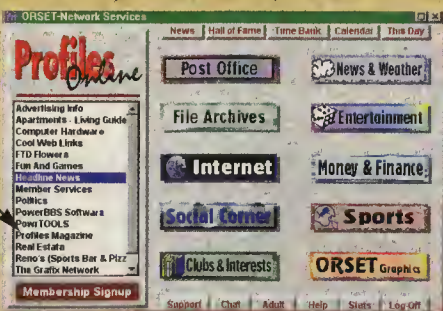 ORSET-Network Services
News Hall of Fame Time Bank Calendar This Day
Profiles
Online
Advertising Info
Apartments - Living Guide
Computer Hardware
Cool Web Links
FTD Flowers
Fun And Games
Headline News
Member Services
Politics
PowerBBS Software
PowrTOOLS
Profiles Magazine
Real Estate
Reno's (Sports Bar & Pizz
The Grafix Network
Membership Signup
Post Office
News & Weather
File Archives
Entertainment
Internet
Money & Finance
Social Corner
Sports
Clubs & Interests
ORSET Graphics
Support Chat Adult Help Stats Log-Off